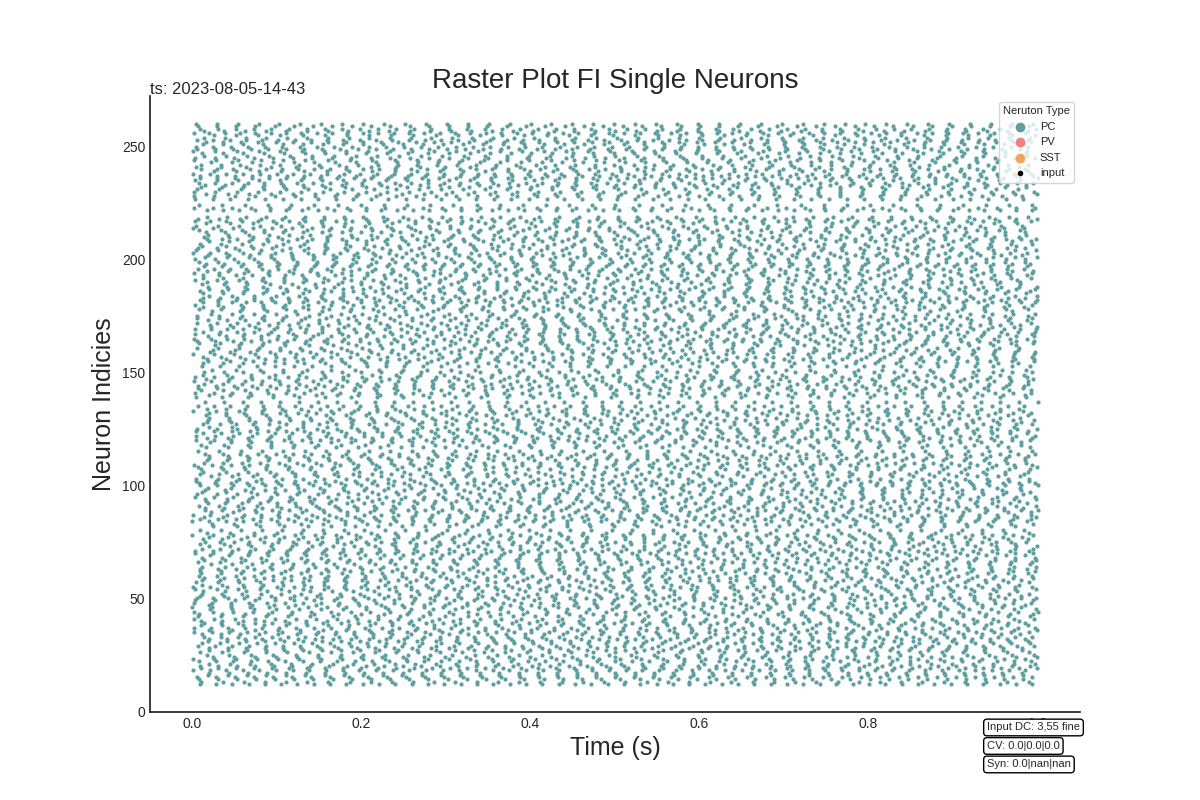 Raster Plot FI Single Neurons
ts: 2023-08-05-14-43
Neruton Type
PC
PV
SST
input
250
200
150
100
50
0
Neuron Indicies
0.0 0.2 0.4 0.6 0.8
Time (s)
Input DC: 3,55 fine
CV: 0.0|0.0|0.0
Syn: 0.0|nan|nan